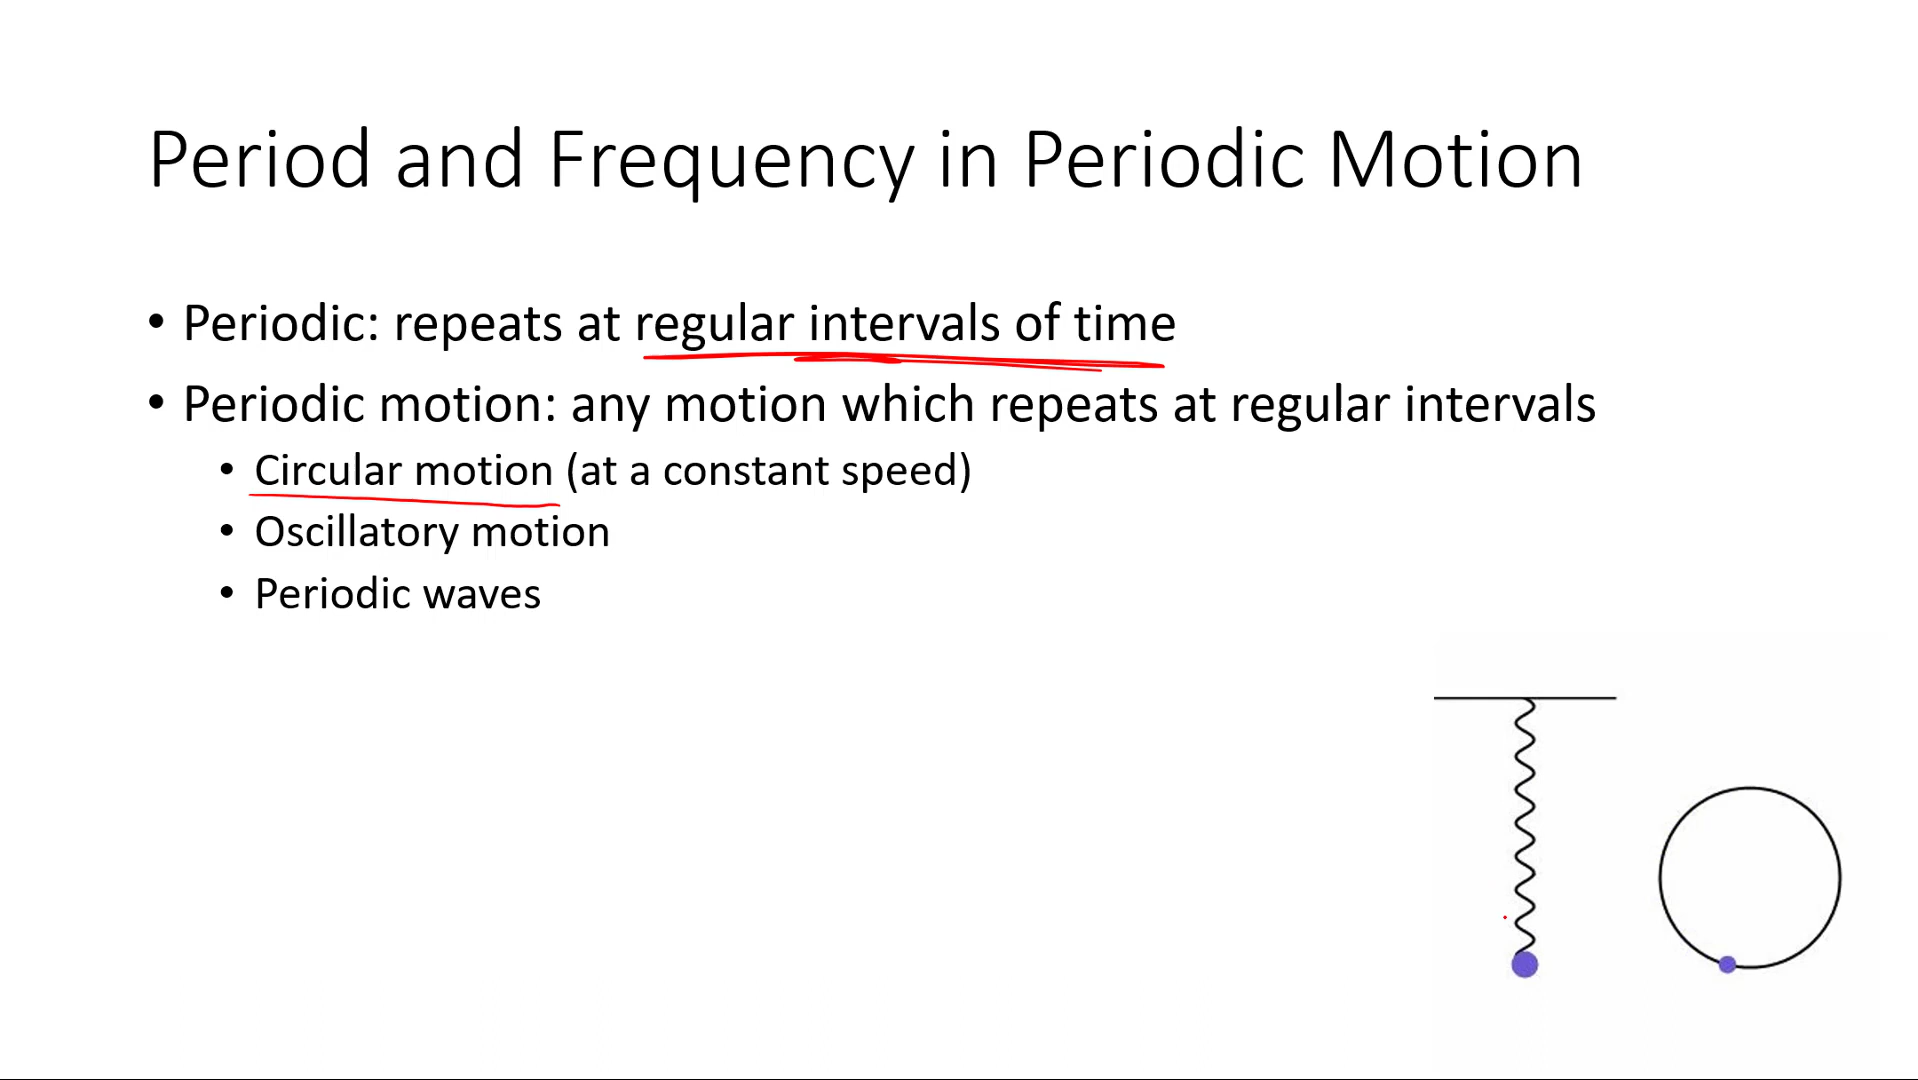 Period and Frequency in Periodic Motion
• Periodic: repeats at regular intervals of time
• Periodic motion: any motion which repeats at regular intervals
• Circular motion (at a constant speed)
• Oscillatory motion
• Periodic waves